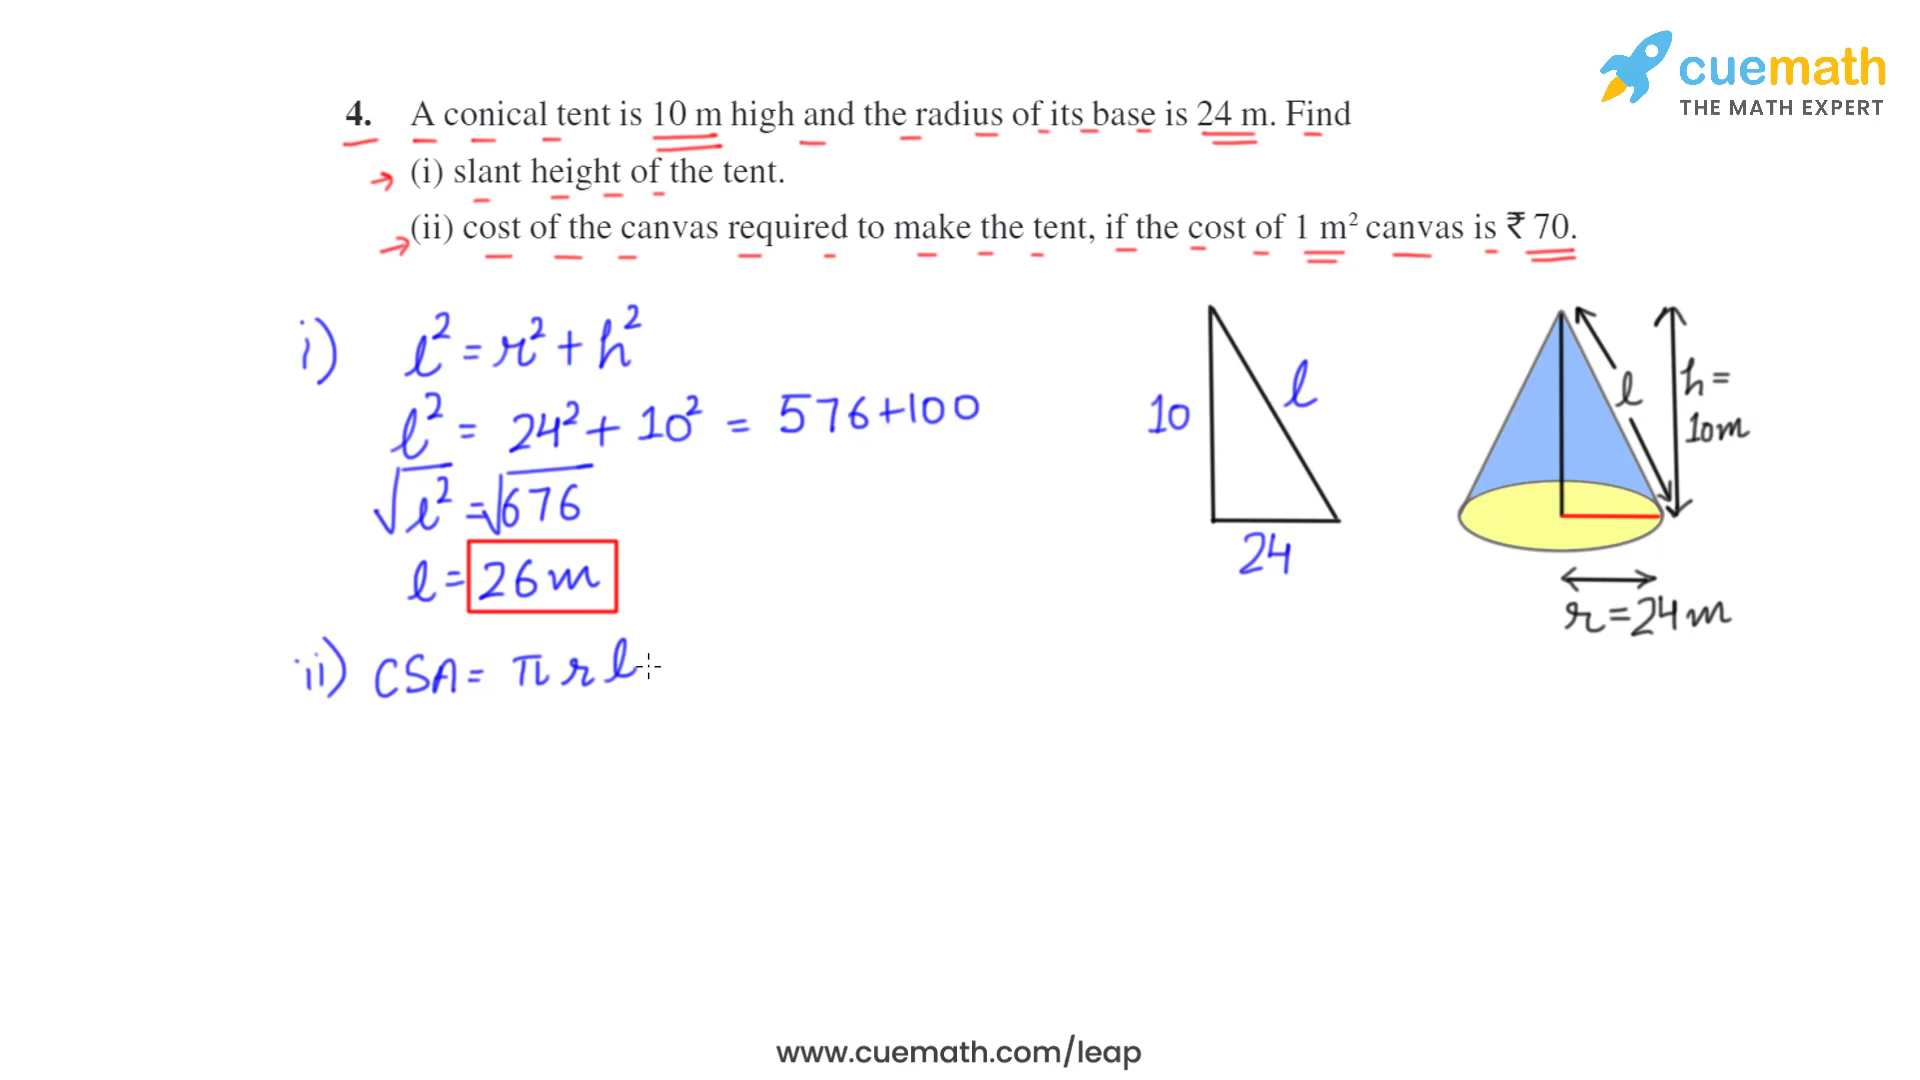 cuemath
THE MATH EXPERT
4. A conical tent is 10 m high and the radius of its base is 24 m. Find
(i) slant height of the tent.
(ii) cost of the canvas required to make the tent, if the cost of 1 m² canvas is ₹ 70.
i) l² = r² + h²
l² = 24² + 10² = 576+100
√l² = √676
l = 26 m
ii) CSA = π r l
10
l
24
l
h =
10m
r = 24 m
www.cuemath.com/leap